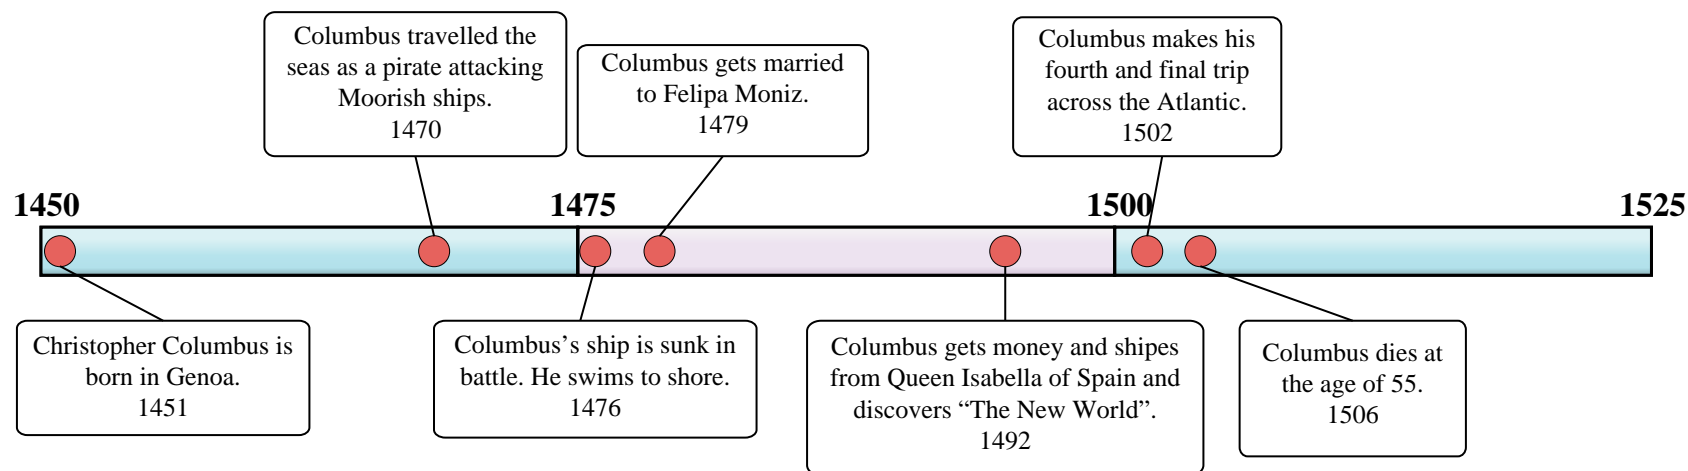 Columbus travelled the
seas as a pirate attacking
Moorish ships.
1470
Columbus gets married
to Felipa Moniz.
1479
Columbus makes his
fourth and final trip
across the Atlantic.
1502
1450
1475
1500
1525
Christopher Columbus is
born in Genoa.
1451
Columbus’s ship is sunk in
battle. He swims to shore.
1476
Columbus gets money and shipes
from Queen Isabella of Spain and
discovers “The New World”.
1492
Columbus dies at
the age of 55.
1506